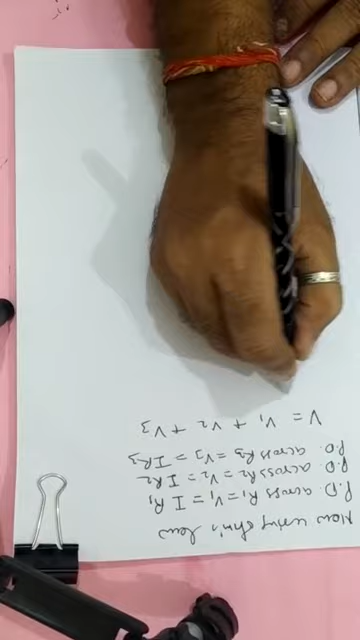 Now using ohm's law
P.D. across R1 = V1 = I R1
P.D. across R2 = V2 = I R2
P.D. across R3 = V3 = I R3
V = V1 + V2 + V3